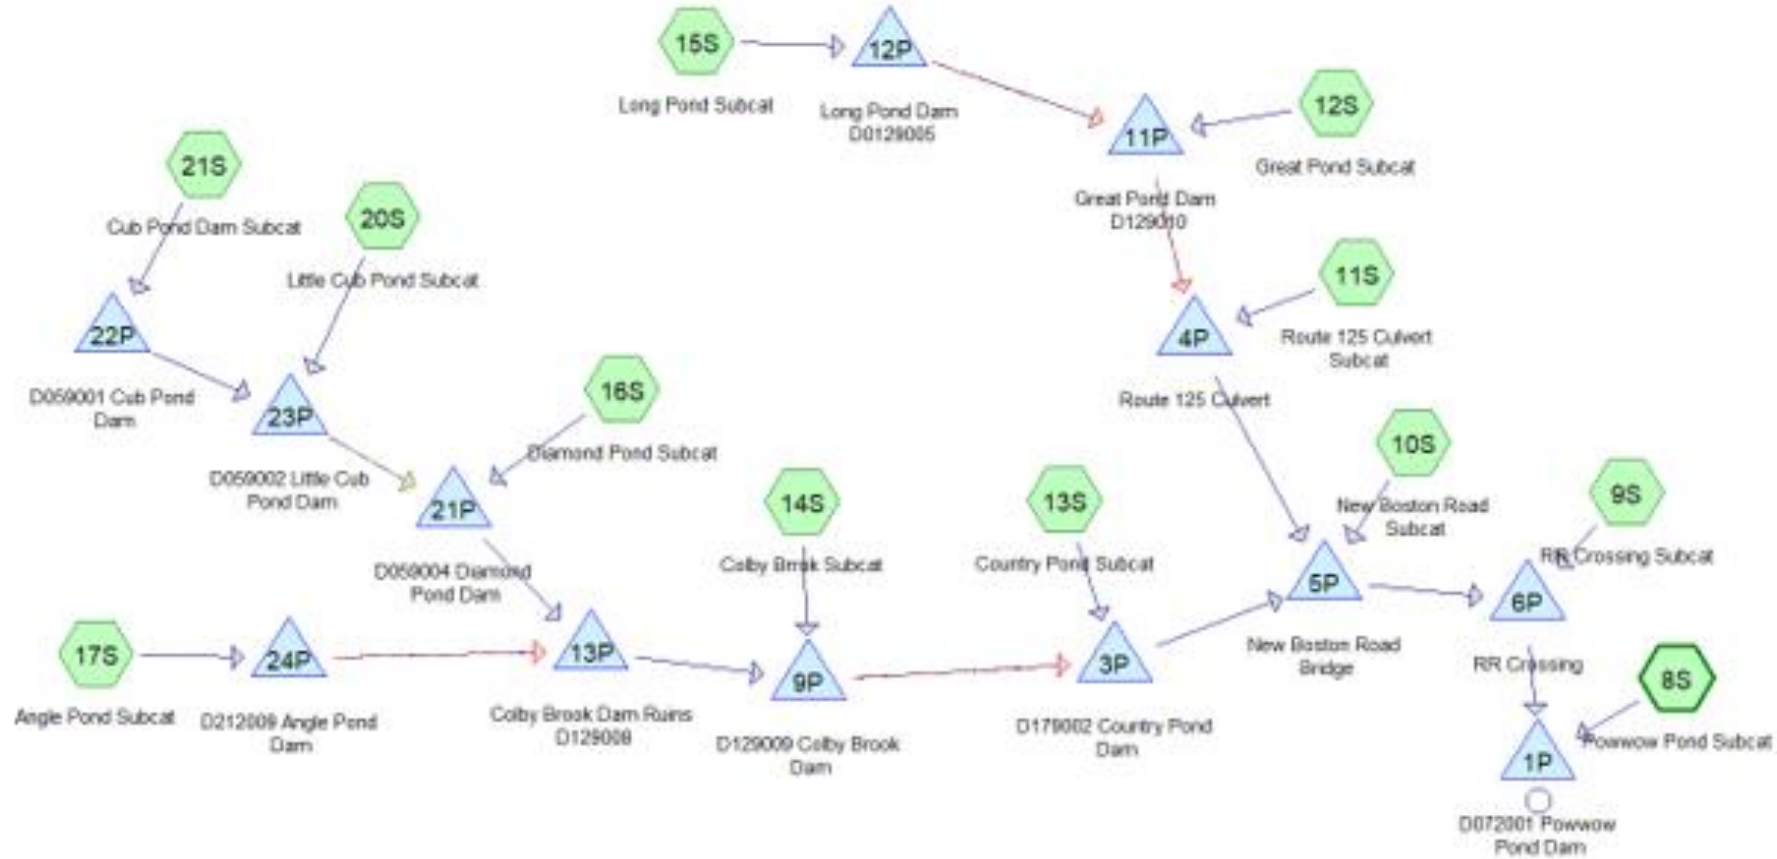 15S
Long Pond Subcat
12P
Long Pond Dam
D0129005
11P
Great Pond Dam
D129010
12S
Great Pond Subcat
21S
Cub Pond Dam Subcat
20S
Little Cub Pond Subcat
11S
Route 125 Culvert
Subcat
22P
D059001 Cub Pond
Dam
4P
Route 125 Culvert
23P
D059002 Little Cub
Pond Dam
16S
Diamond Pond Subcat
10S
New Boston Road
Subcat
21P
D059004 Diamond
Pond Dam
14S
Colby Brrok Subcat
13S
Country Pond Subcat
9S
RR Crossing Subcat
5P
New Boston Road
Bridge
6P
RR Crossing
17S
Angle Pond Subcat
24P
D212009 Angle Pond
Dam
13P
Colby Brook Dam Ruins
D129008
9P
D129009 Colby Brook
Dam
3P
D179002 Country Pond
Dam
8S
Powwow Pond Subcat
1P
D072001 Powwow
Pond Dam